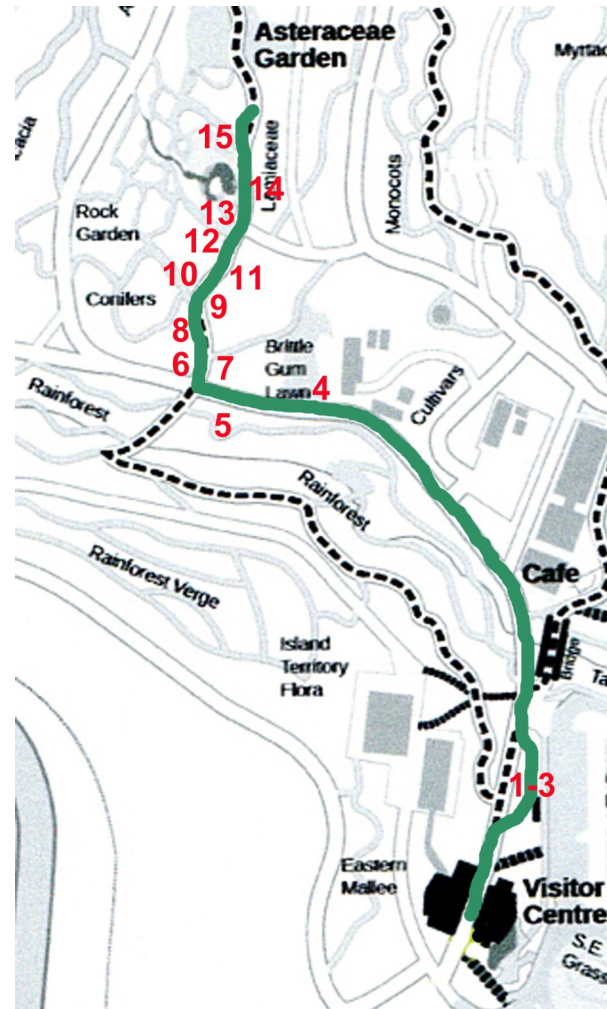 Asteraceae
Garden
Myrtac
acia
15
Lamiaceae
14
Monocots
Rock
Garden
13
12
10
11
Conifers
9
8
6
7
Brittle
Gum
Lawn
4
Cultivars
Rainforest
5
Rainforest
Rainforest Verge
Cafe
Island
Territory
Flora
Bridge
Ta
1-3
Eastern
Mallee
Visitor
Centre
S.E
Grass